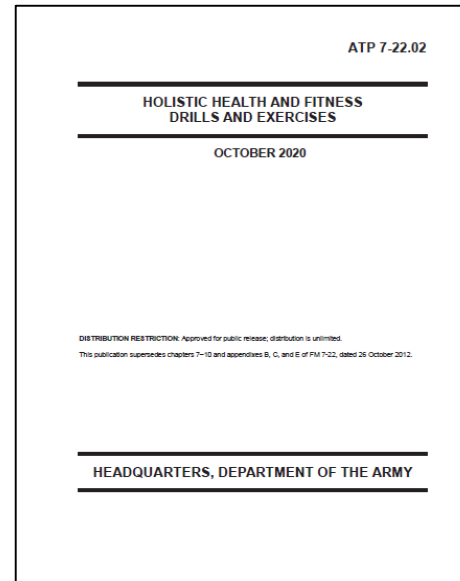 ATP 7-22.02
HOLISTIC HEALTH AND FITNESS
DRILLS AND EXERCISES
OCTOBER 2020
DISTRIBUTION RESTRICTION: Approved for public release; distribution is unlimited.
This publication supersedes chapters 7–10 and appendixes B, C, and E of FM 7-22, dated 26 October 2012.
HEADQUARTERS, DEPARTMENT OF THE ARMY